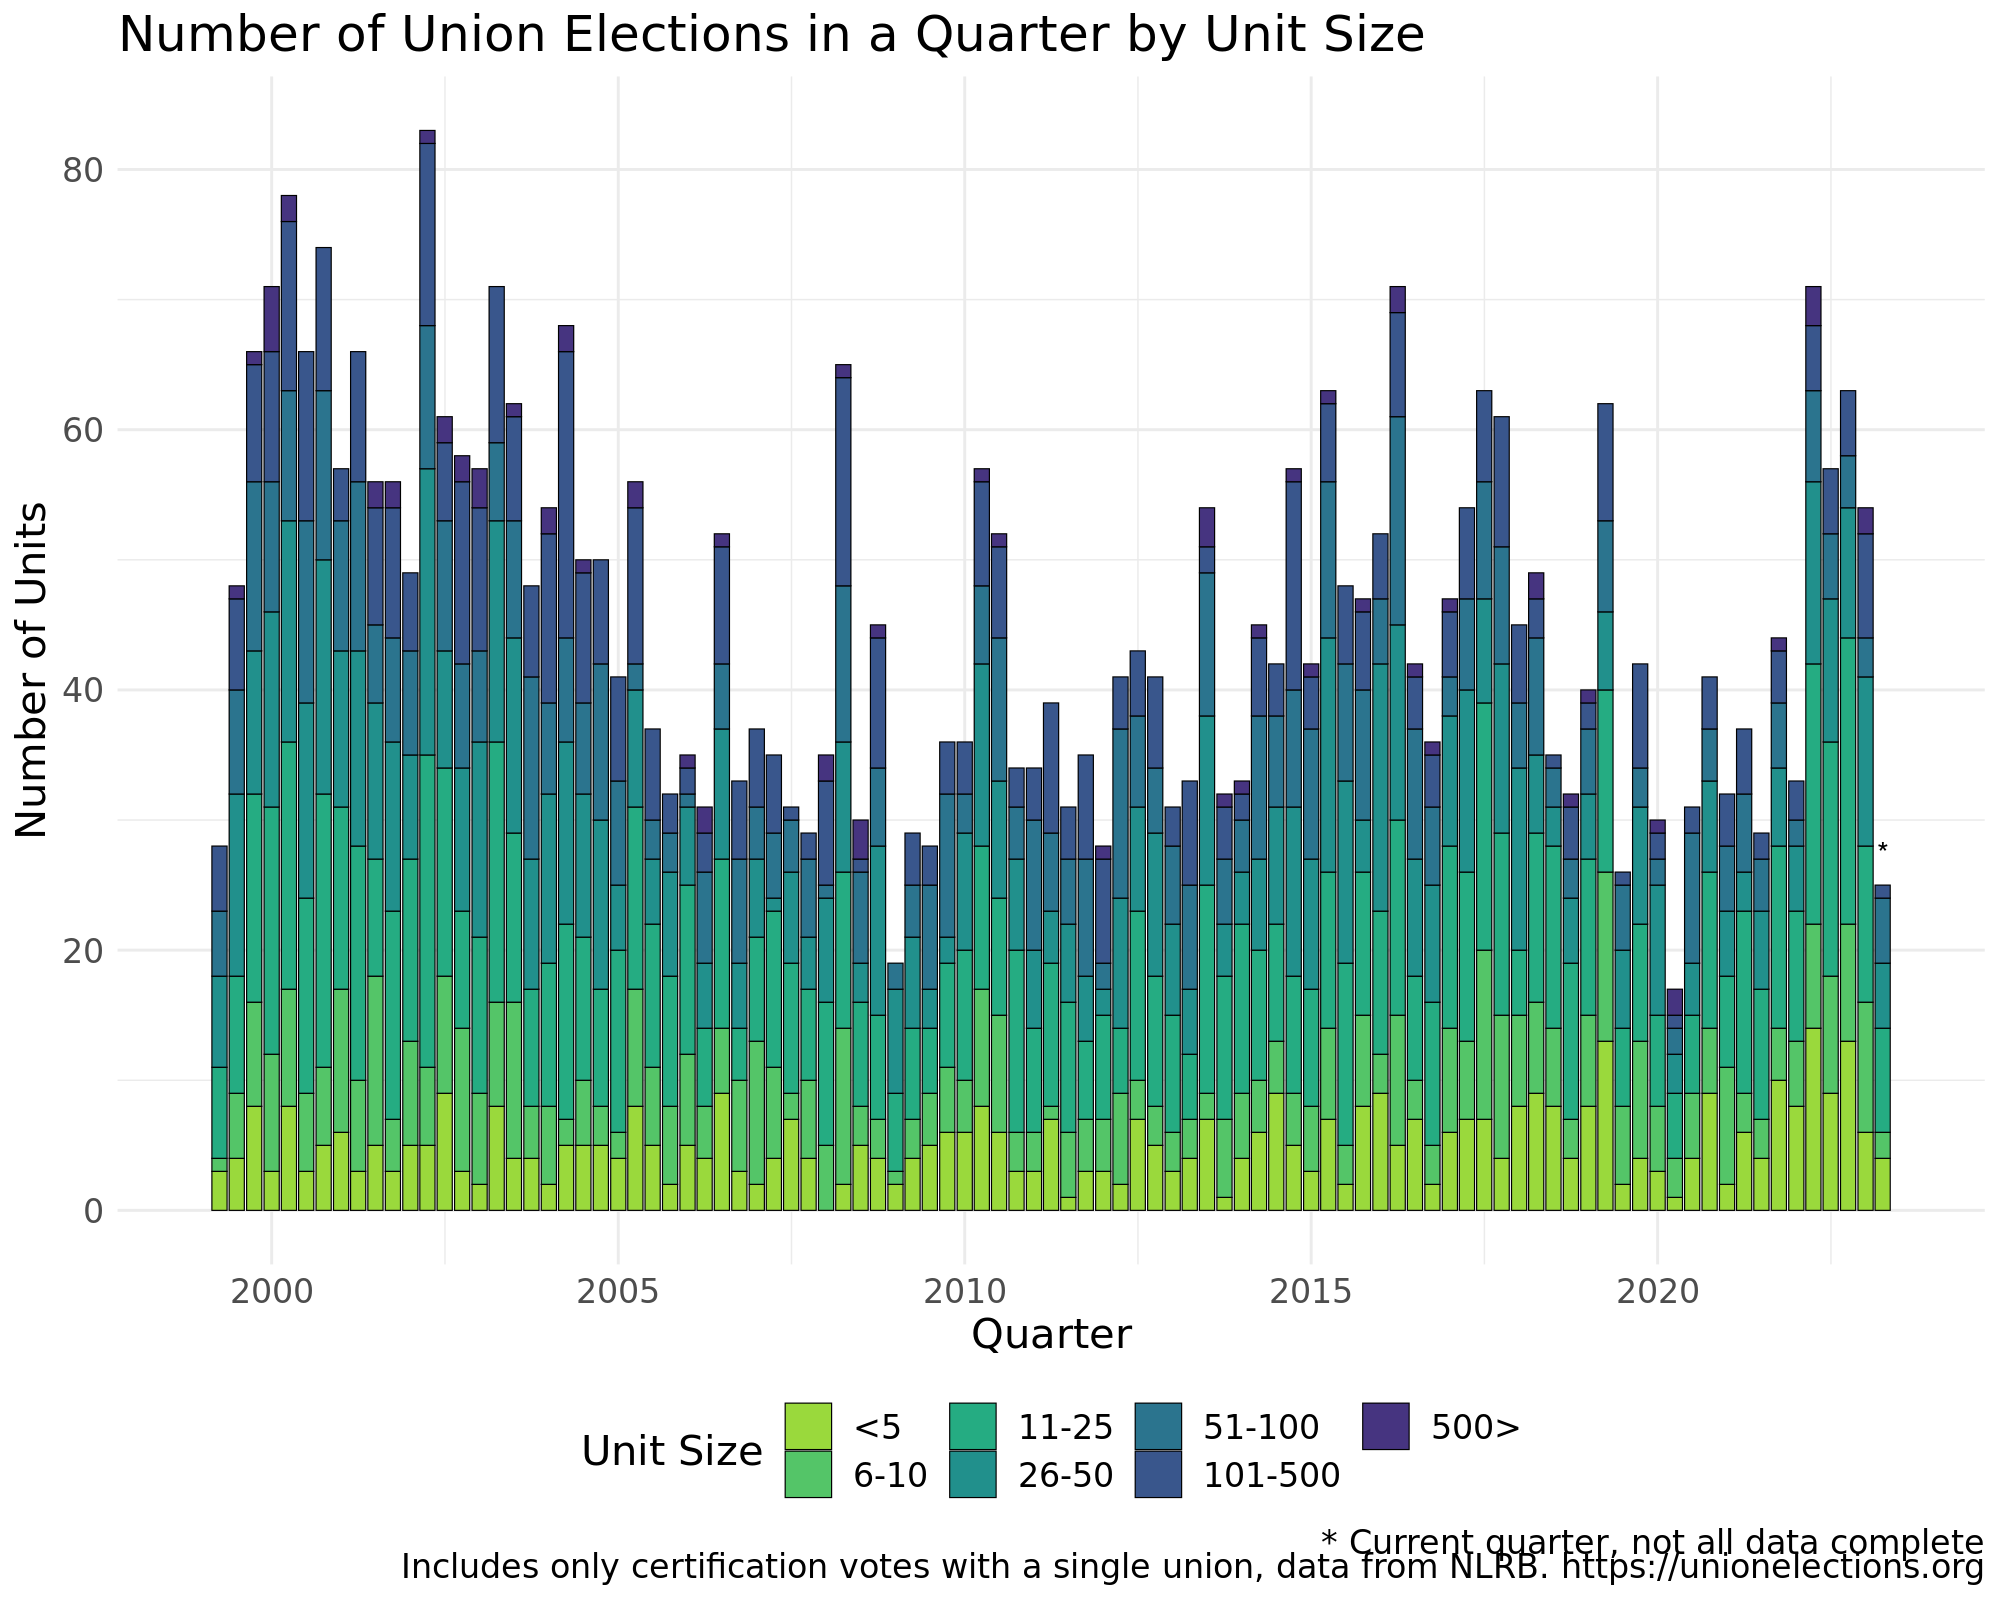 Number of Union Elections in a Quarter by Unit Size
80
60
40
20
0
Number of Units
*
2000 2005 2010 2015 2020
Quarter
Unit Size
<5 11-25 51-100 500>
6-10 26-50 101-500
* Current quarter, not all data complete
Includes only certification votes with a single union, data from NLRB. https://unionelections.org